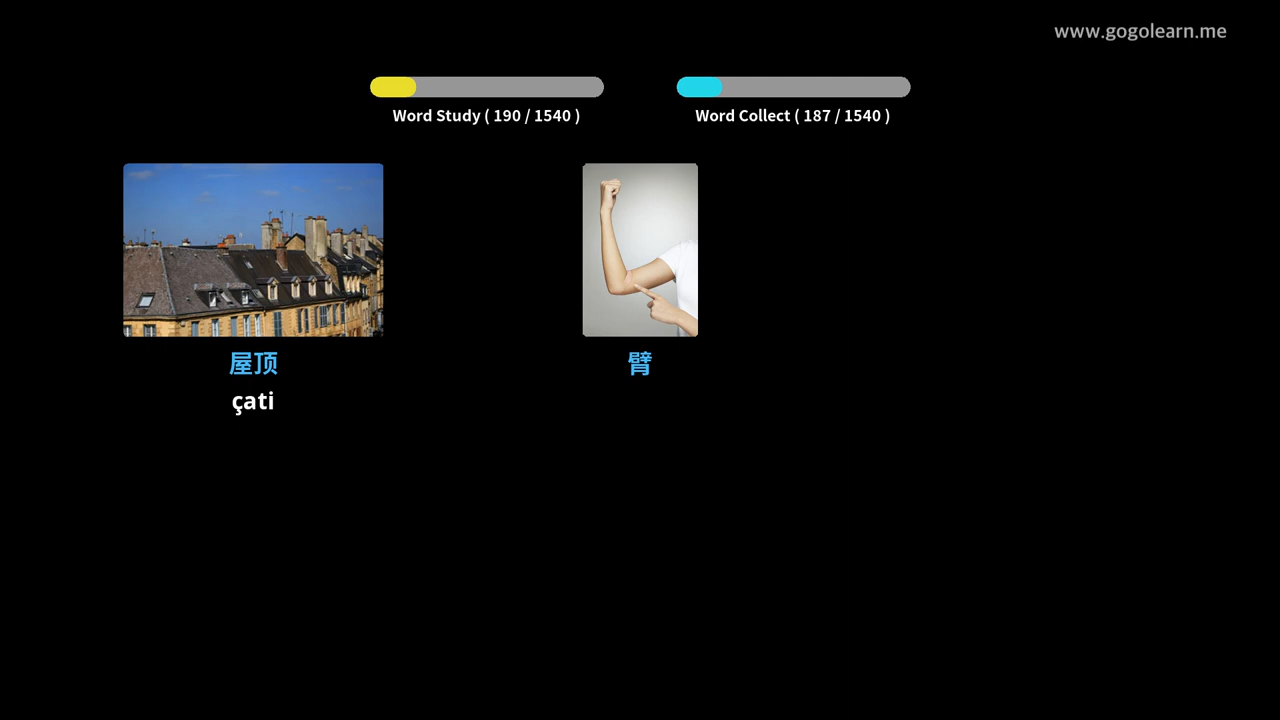 www.gogolearn.me
Word Study ( 190 / 1540 )
Word Collect ( 187 / 1540 )
屋顶
çati
臂